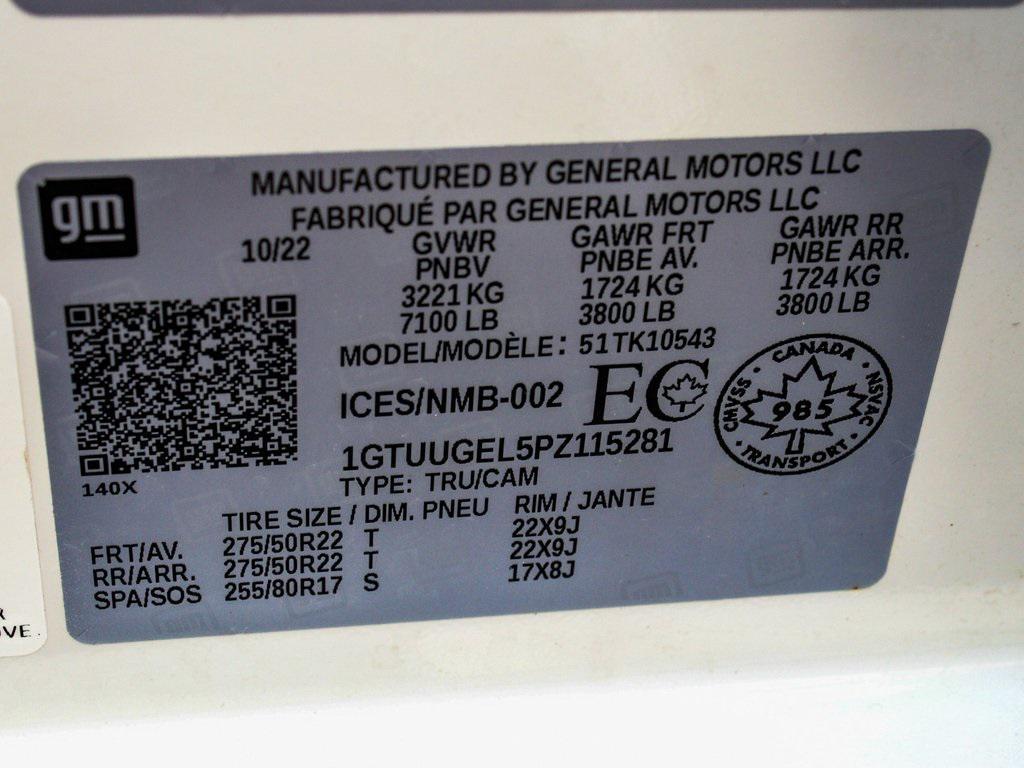 gm
MANUFACTURED BY GENERAL MOTORS LLC
FABRIQUÉ PAR GENERAL MOTORS LLC
10/22 GVWR GAWR FRT GAWR RR
PNBV PNBE AV. PNBE ARR.
3221 KG 1724 KG 1724 KG
7100 LB 3800 LB 3800 LB
MODEL/MODÈLE: 51TK10543
ICES/NMB-002 EC
CANADA
CMVSS 985 NSVAC
TRANSPORT
1GTUUGEL5PZ115281
140X
TYPE: TRU/CAM
TIRE SIZE / DIM. PNEU RIM / JANTE
FRT/AV. 275/50R22 T 22X9J
RR/ARR. 275/50R22 T 22X9J
SPA/SOS 255/80R17 S 17X8J